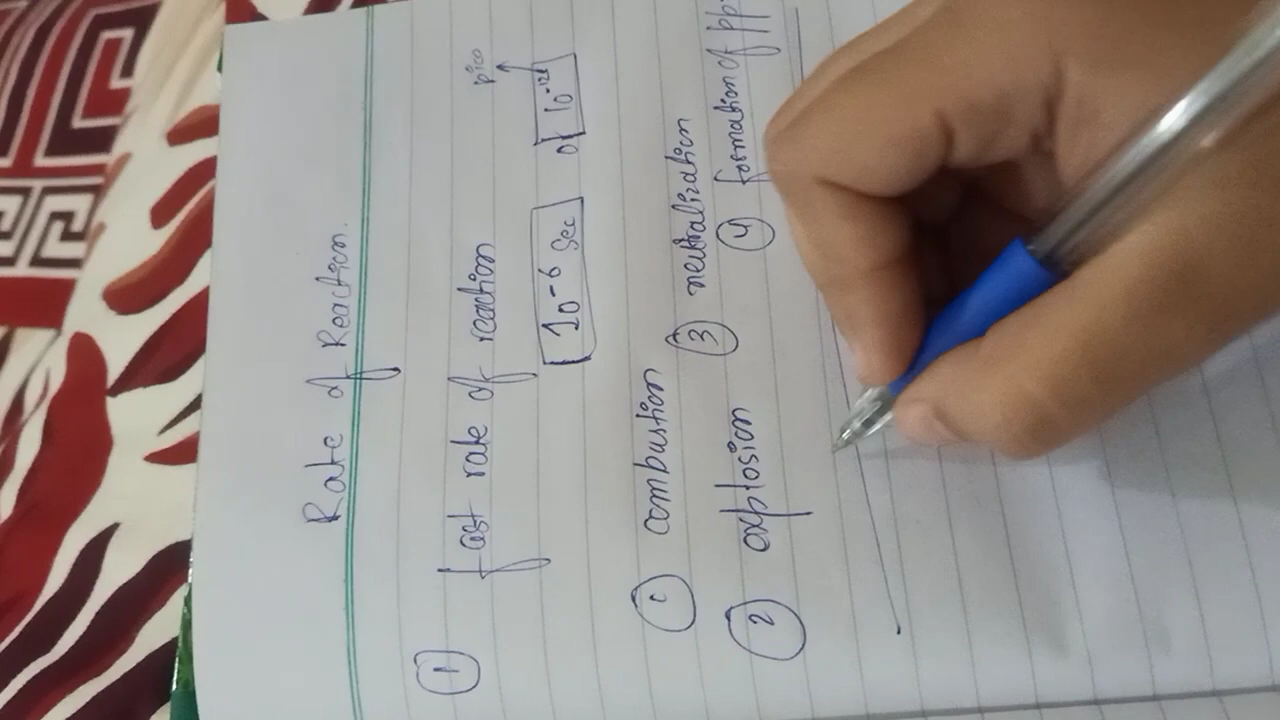 Rate of Reaction.
① fast rate of reaction
pico
10⁻⁶ Sec or 10⁻¹²
① combustion ③ neutralization
② explosion ④ formation of ppt